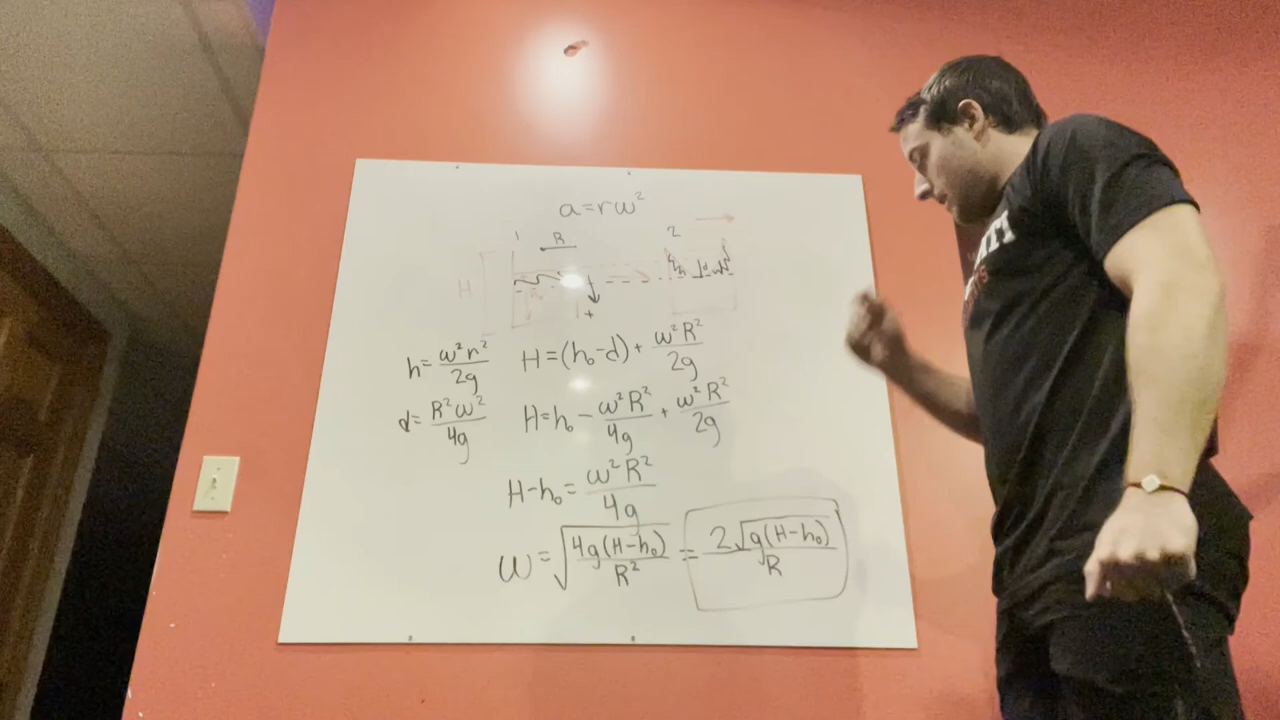 a=rω²
1
R
2
H
h₀
+
h=ω²r²/2g
H=(h₀-d)+ω²R²/2g
d=R²ω²/4g
H=h₀-ω²R²/4g+ω²R²/2g
H-h₀=ω²R²/4g
ω=√(4g(H-h₀)/R²)=2√g(H-h₀)/R